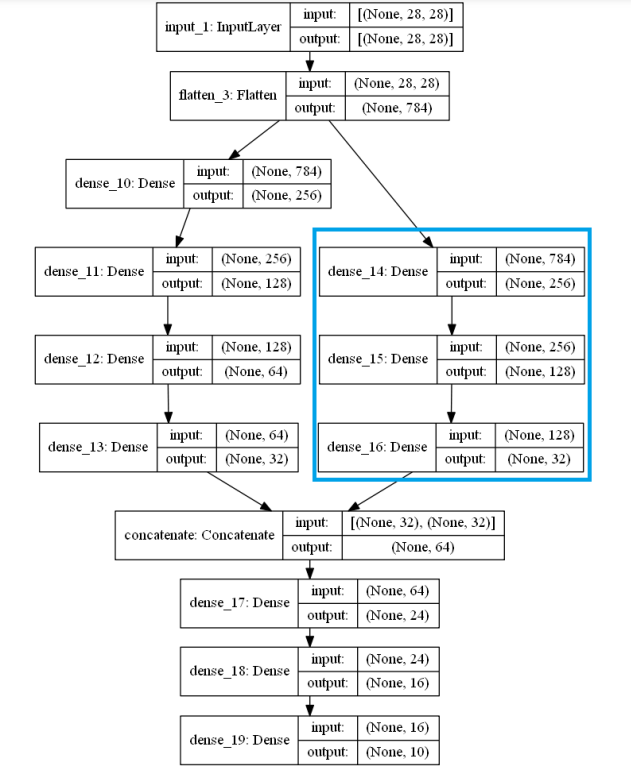 input_1: InputLayer
input: [(None, 28, 28)]
output: [(None, 28, 28)]
flatten_3: Flatten
input: (None, 28, 28)
output: (None, 784)
dense_10: Dense
input: (None, 784)
output: (None, 256)
dense_11: Dense
input: (None, 256)
output: (None, 128)
dense_14: Dense
input: (None, 784)
output: (None, 256)
dense_12: Dense
input: (None, 128)
output: (None, 64)
dense_15: Dense
input: (None, 256)
output: (None, 128)
dense_13: Dense
input: (None, 64)
output: (None, 32)
dense_16: Dense
input: (None, 128)
output: (None, 32)
concatenate: Concatenate
input: [(None, 32), (None, 32)]
output: (None, 64)
dense_17: Dense
input: (None, 64)
output: (None, 24)
dense_18: Dense
input: (None, 24)
output: (None, 16)
dense_19: Dense
input: (None, 16)
output: (None, 10)